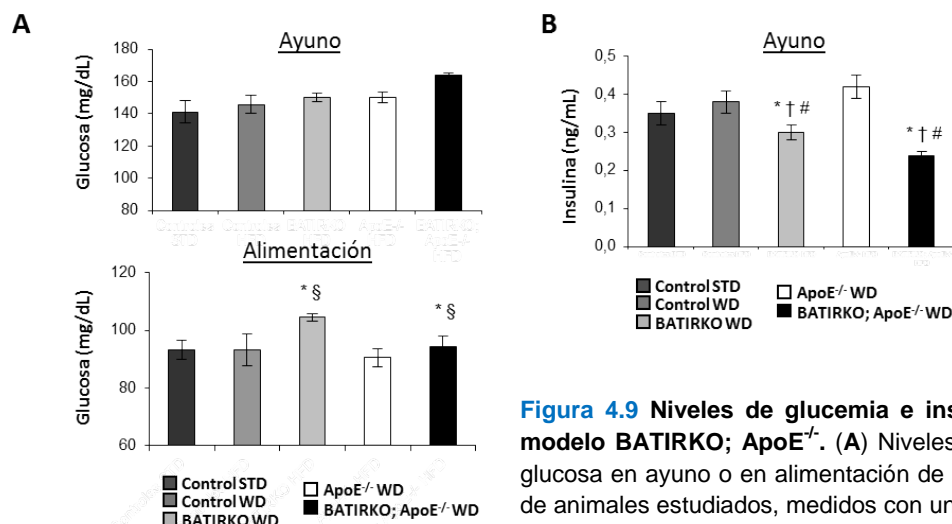 A
Ayuno
Glucosa (mg/dL)
180
160
140
120
100
80
Alimentación
Glucosa (mg/dL)
120
100
80
60
* §
* §
Control STD
Control WD
BATIRKO WD
ApoE-/- WD
BATIRKO; ApoE-/- WD
B
Ayuno
Insulina (ng/mL)
0,5
0,4
0,3
0,2
0,1
0,0
* † #
* † #
Control STD
Control WD
BATIRKO WD
ApoE-/- WD
BATIRKO; ApoE-/- WD
Figura 4.9 Niveles de glucemia e ins
modelo BATIRKO; ApoE-/-. (A) Niveles
glucosa en ayuno o en alimentación de
de animales estudiados, medidos con un